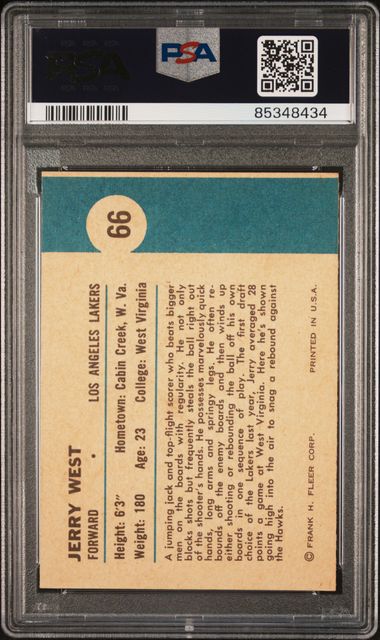 PSA
85348434
66
JERRY WEST
FORWARD • LOS ANGELES LAKERS
Height: 6'3" Hometown: Cabin Creek, W. Va.
Weight: 180 Age: 23 College: West Virginia
A jumping jack and top-flight scorer who beats bigger
men on the boards with regularity. He not only
blocks shots but frequently steals the ball right out
of the shooter's hands. He possesses marvelously quick
hands, long arms and springy legs. He often re-
bounds off the enemy boards and then winds up
either shooting or rebounding the ball off his own
boards in one sequence of play. The first draft
choice of the Lakers last year, Jerry averaged 28
points a game at West Virginia. Here he's shown
going high into the air to snag a rebound against
the Hawks.
© FRANK H. FLEER CORP. PRINTED IN U.S.A.